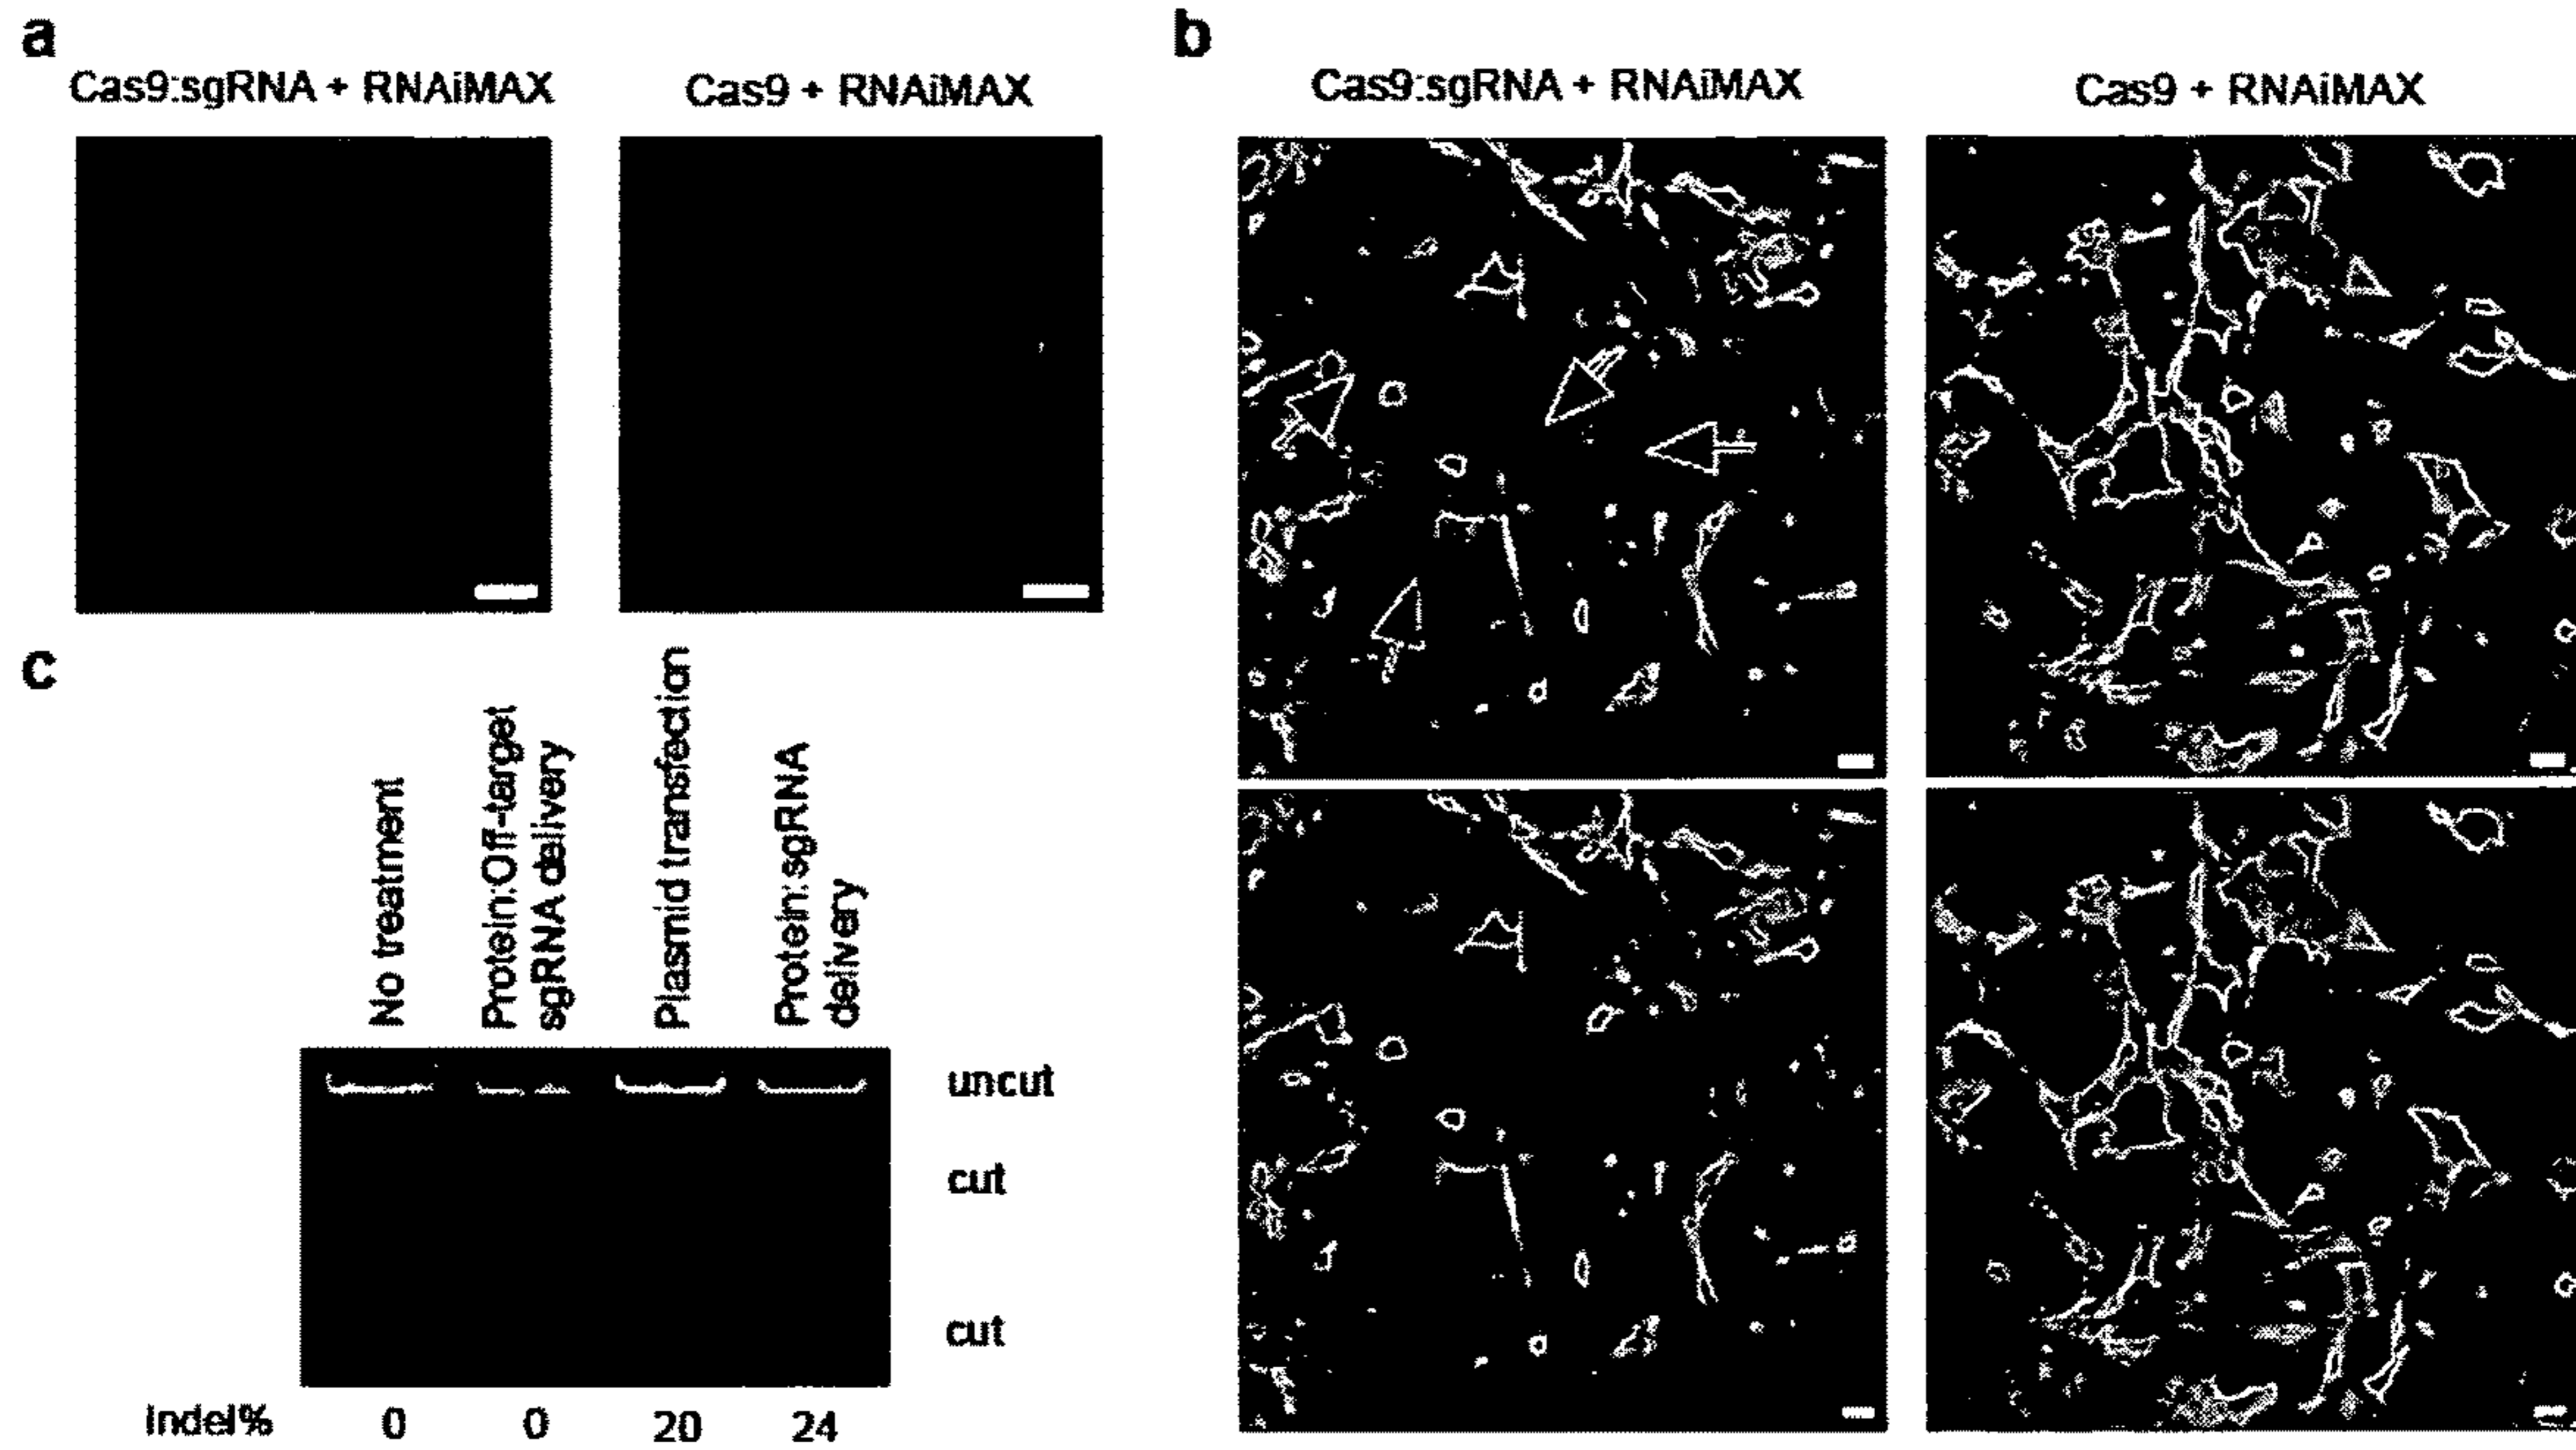 a
Cas9:sgRNA + RNAiMAX
Cas9 + RNAiMAX
b
Cas9:sgRNA + RNAiMAX
Cas9 + RNAiMAX
c
No treatment
Protein:Off-target
sgRNA delivery
Plasmid transfection
Protein:sgRNA
delivery
uncut
cut
cut
Indel%
0
0
20
24